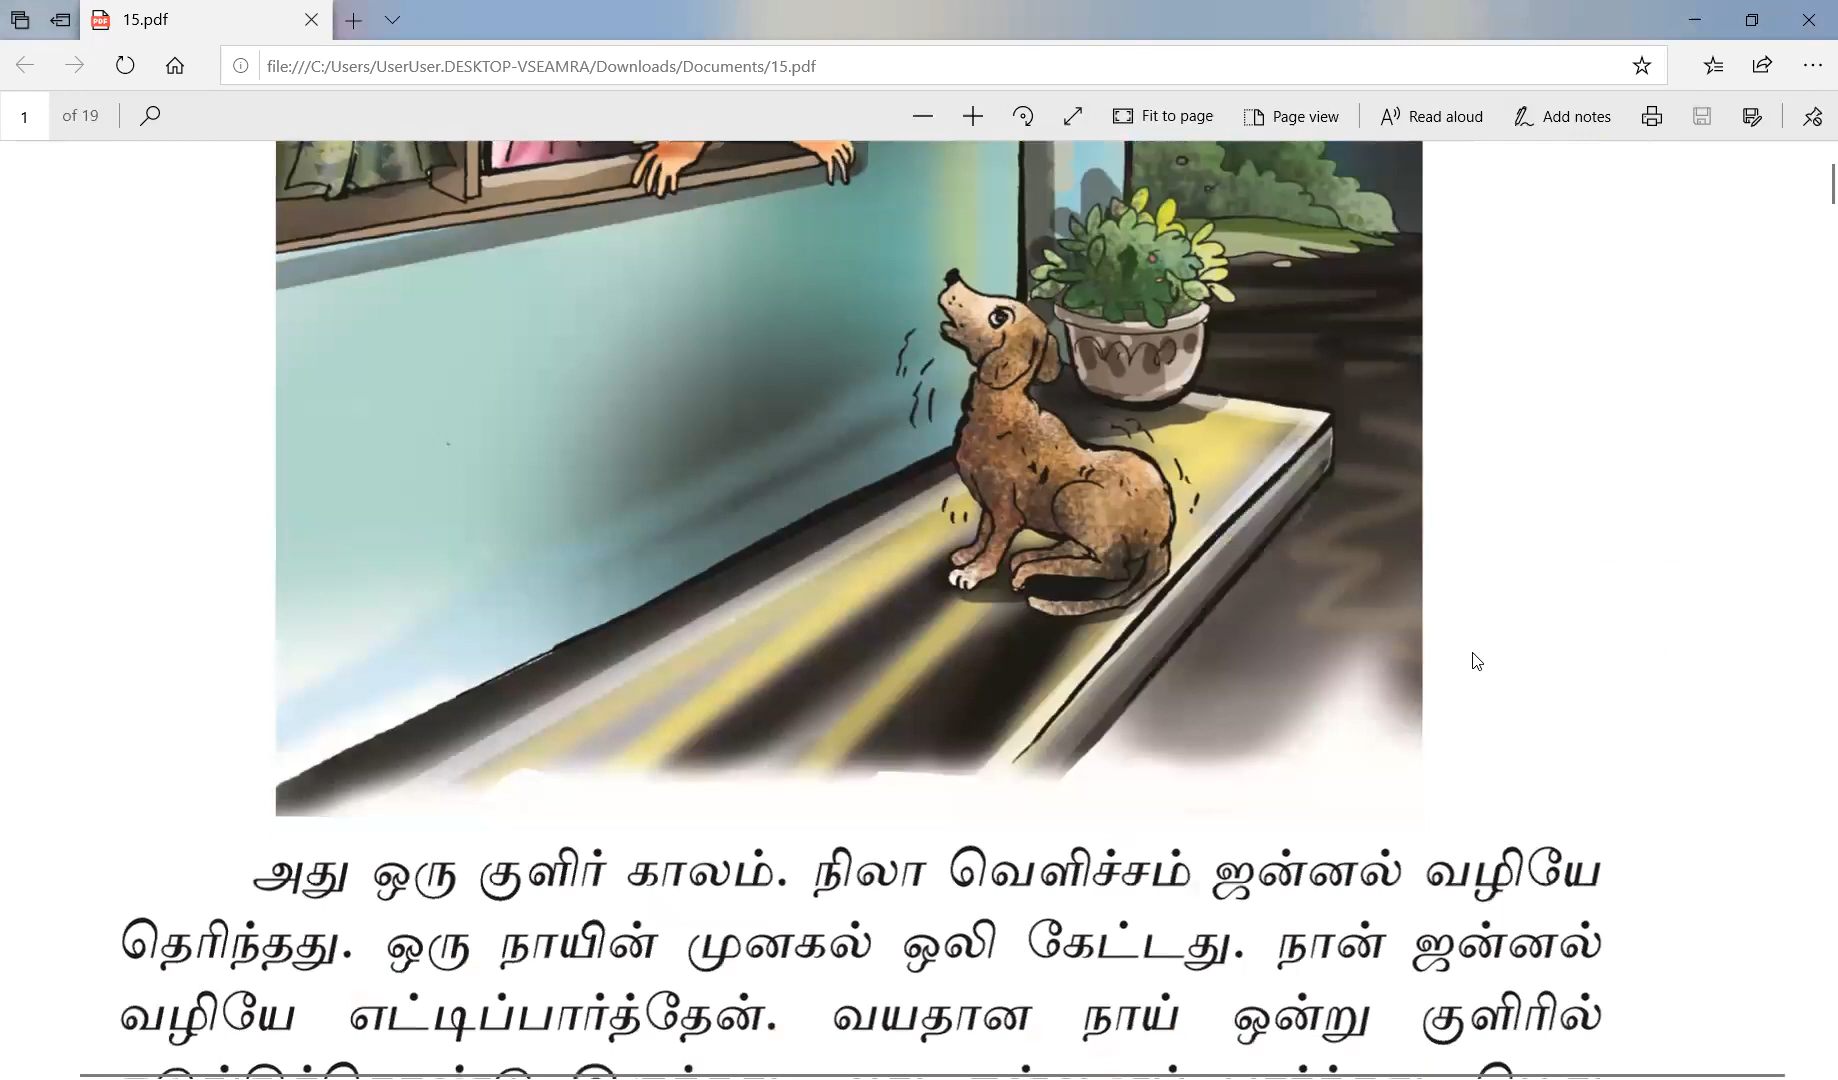 15.pdf
file:///C:/Users/UserUser.DESKTOP-VSEAMRA/Downloads/Documents/15.pdf
1 of 19 Fit to page Page view Read aloud Add notes
அது ஒரு குளிர் காலம். நிலா வெளிச்சம் ஜன்னல் வழியே
தெரிந்தது. ஒரு நாயின் முனகல் ஒலி கேட்டது. நான் ஜன்னல்
வழியே எட்டிப்பார்த்தேன். வயதான நாய் ஒன்று குளிரில்